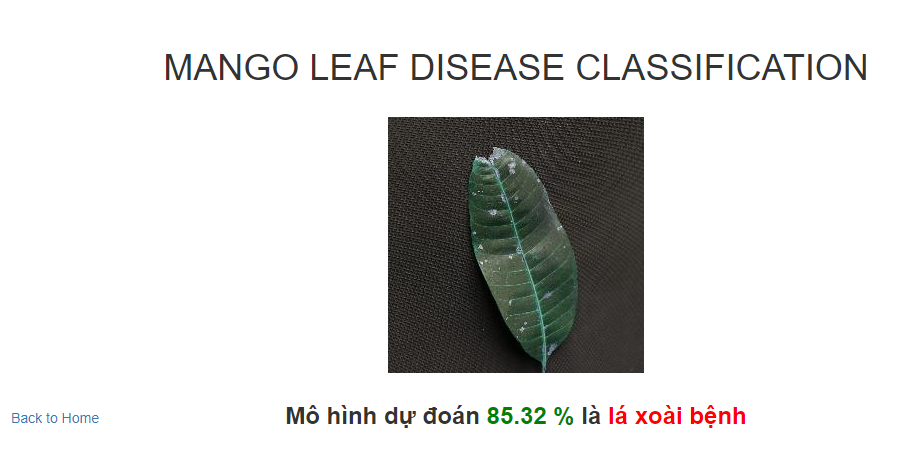 MANGO LEAF DISEASE CLASSIFICATION
Back to Home
Mô hình dự đoán 85.32 % là lá xoài bệnh